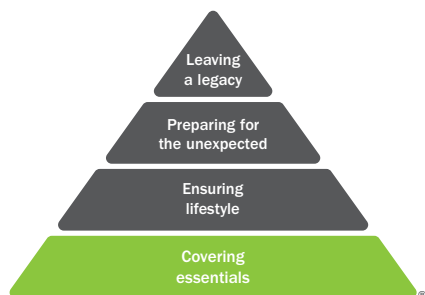 Leaving
a legacy
Preparing for
the unexpected
Ensuring
lifestyle
Covering
essentials